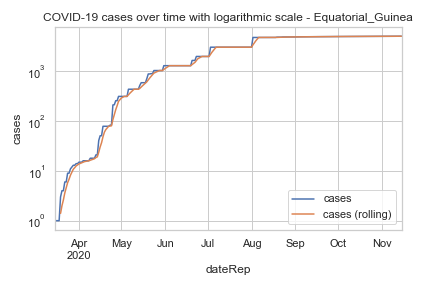 COVID-19 cases over time with logarithmic scale - Equatorial_Guinea
cases
10³
10²
10¹
10⁰
cases
cases (rolling)
Apr May Jun Jul Aug Sep Oct Nov
2020
dateRep